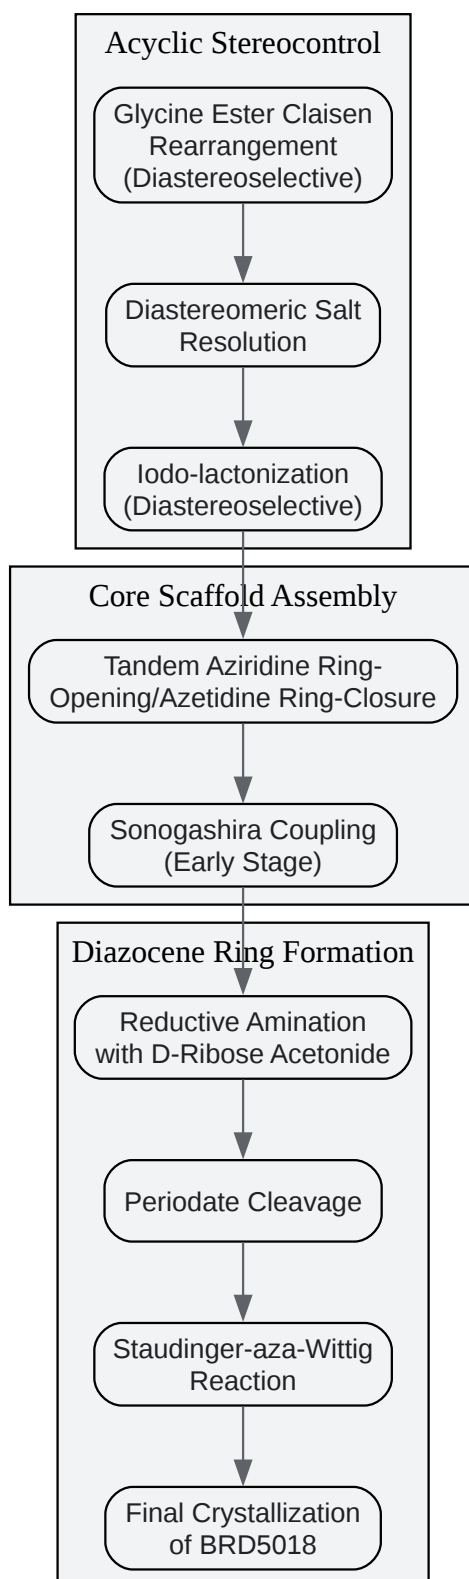 Acyclic Stereocontrol
Glycine Ester Claisen
Rearrangement
(Diastereoselective)
Diastereomeric Salt
Resolution
Iodo-lactonization
(Diastereoselective)
Core Scaffold Assembly
Tandem Aziridine Ring-
Opening/Azetidine Ring-Closure
Sonogashira Coupling
(Early Stage)
Diazocene Ring Formation
Reductive Amination
with D-Ribose Acetonide
Periodate Cleavage
Staudinger-aza-Wittig
Reaction
Final Crystallization
of BRD5018